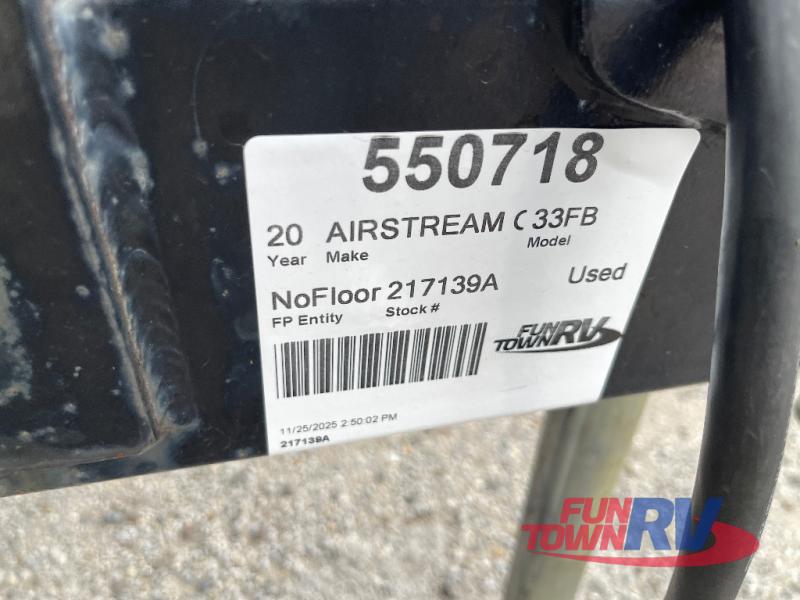 550718
20 AIRSTREAM C 33FB
Year Make Model
NoFloor 217139A Used
FP Entity Stock #
FUN TOWN RV
11/25/2025 2:50:02 PM
217139A
FUN TOWN RV